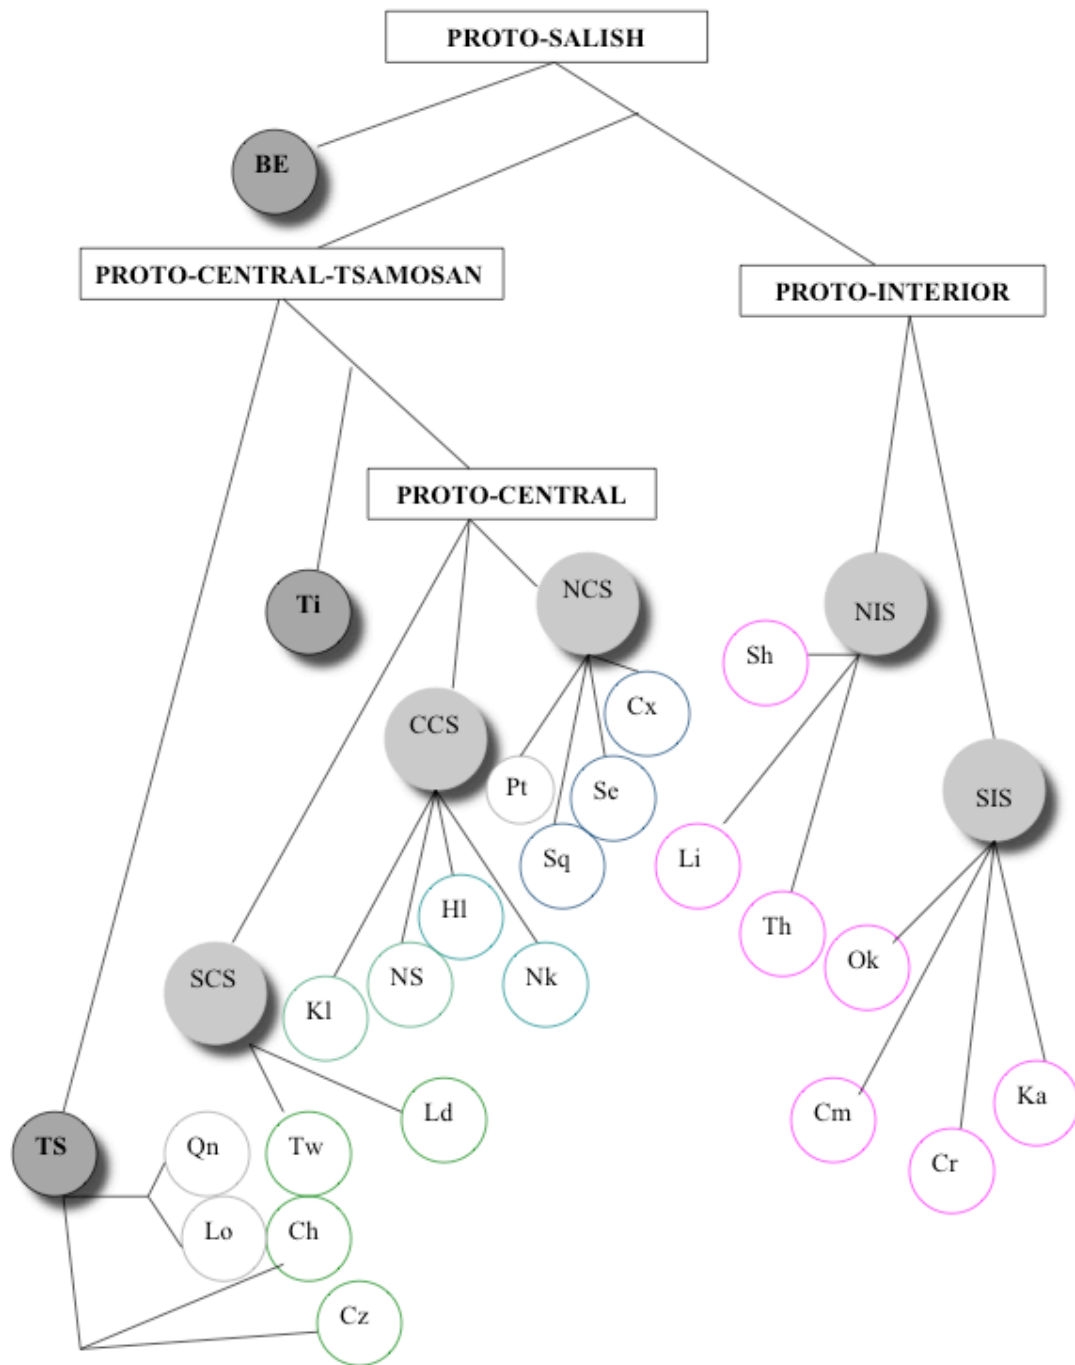 PROTO-SALISH
BE
PROTO-CENTRAL-TSAMOSAN
PROTO-INTERIOR
PROTO-CENTRAL
Ti
NCS
NIS
Sh
Cx
CCS
Pt
Se
SIS
Sq
Li
Hl
Th
Ok
SCS
NS
Nk
Kl
Ka
Ld
Cm
TS
Qn
Tw
Cr
Lo
Ch
Cz